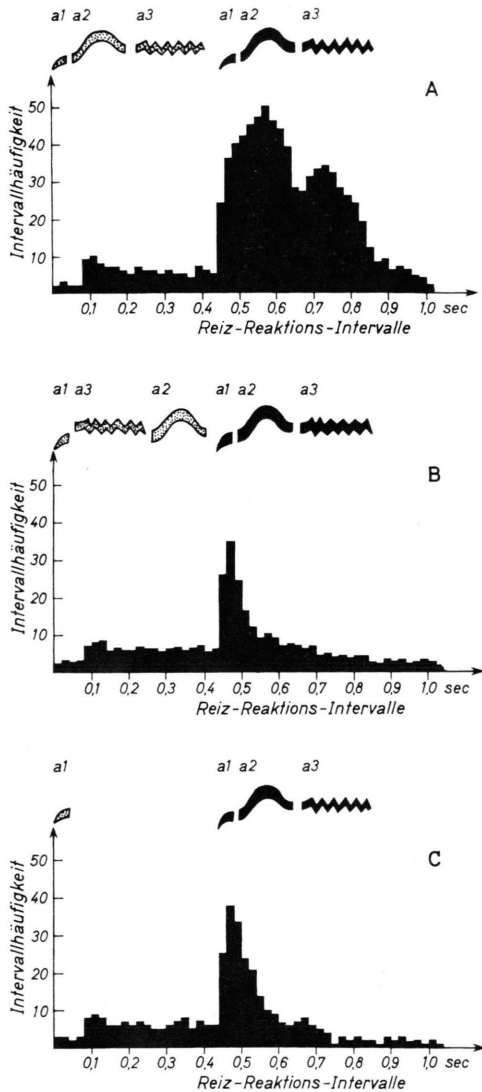 a1 a2 a3 a1 a2 a3
A
Intervallhäufigkeit
50
40
30
20
10
0,1 0,2 0,3 0,4 0,5 0,6 0,7 0,8 0,9 1,0 sec
Reiz-Reaktions-Intervalle
a1 a3 a2 a1 a2 a3
B
Intervallhäufigkeit
50
40
30
20
10
0,1 0,2 0,3 0,4 0,5 0,6 0,7 0,8 0,9 1,0 sec
Reiz-Reaktions-Intervalle
a1 a1 a2 a3
C
Intervallhäufigkeit
50
40
30
20
10
0,1 0,2 0,3 0,4 0,5 0,6 0,7 0,8 0,9 1,0 sec
Reiz-Reaktions-Intervalle